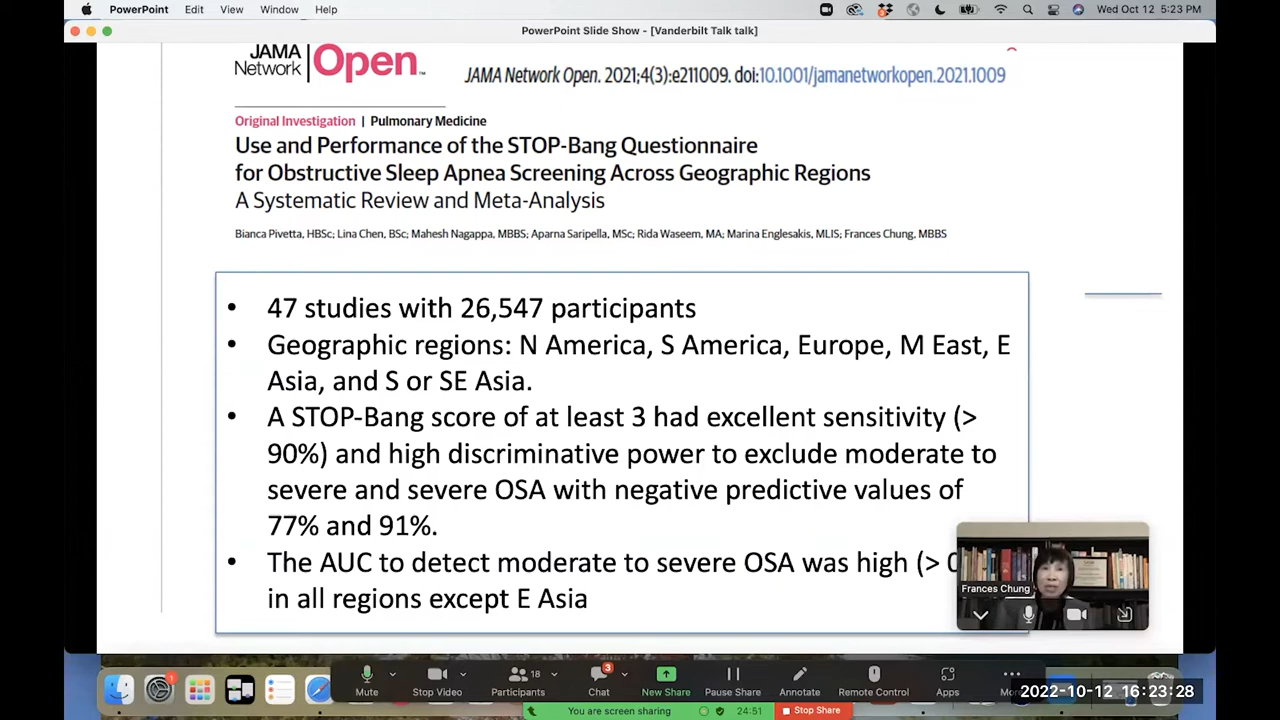 PowerPoint Edit View Window Help Wed Oct 12 5:23 PM
PowerPoint Slide Show - [Vanderbilt Talk talk]
JAMA
Network Open.™
JAMA Network Open. 2021;4(3):e211009. doi:10.1001/jamanetworkopen.2021.1009
Original Investigation | Pulmonary Medicine
Use and Performance of the STOP-Bang Questionnaire
for Obstructive Sleep Apnea Screening Across Geographic Regions
A Systematic Review and Meta-Analysis
Bianca Pivetta, HBSc; Lina Chen, BSc; Mahesh Nagappa, MBBS; Aparna Saripella, MSc; Rida Waseem, MA; Marina Englesakis, MLIS; Frances Chung, MBBS
• 47 studies with 26,547 participants
• Geographic regions: N America, S America, Europe, M East, E
Asia, and S or SE Asia.
• A STOP-Bang score of at least 3 had excellent sensitivity (>
90%) and high discriminative power to exclude moderate to
severe and severe OSA with negative predictive values of
77% and 91%.
• The AUC to detect moderate to severe OSA was high (>
in all regions except E Asia
Frances Chung
1
3
18
Mute Stop Video Participants Chat New Share Pause Share Annotate Remote Control Apps
2022-10-12 16:23:28
You are screen sharing 24:51 Stop Share